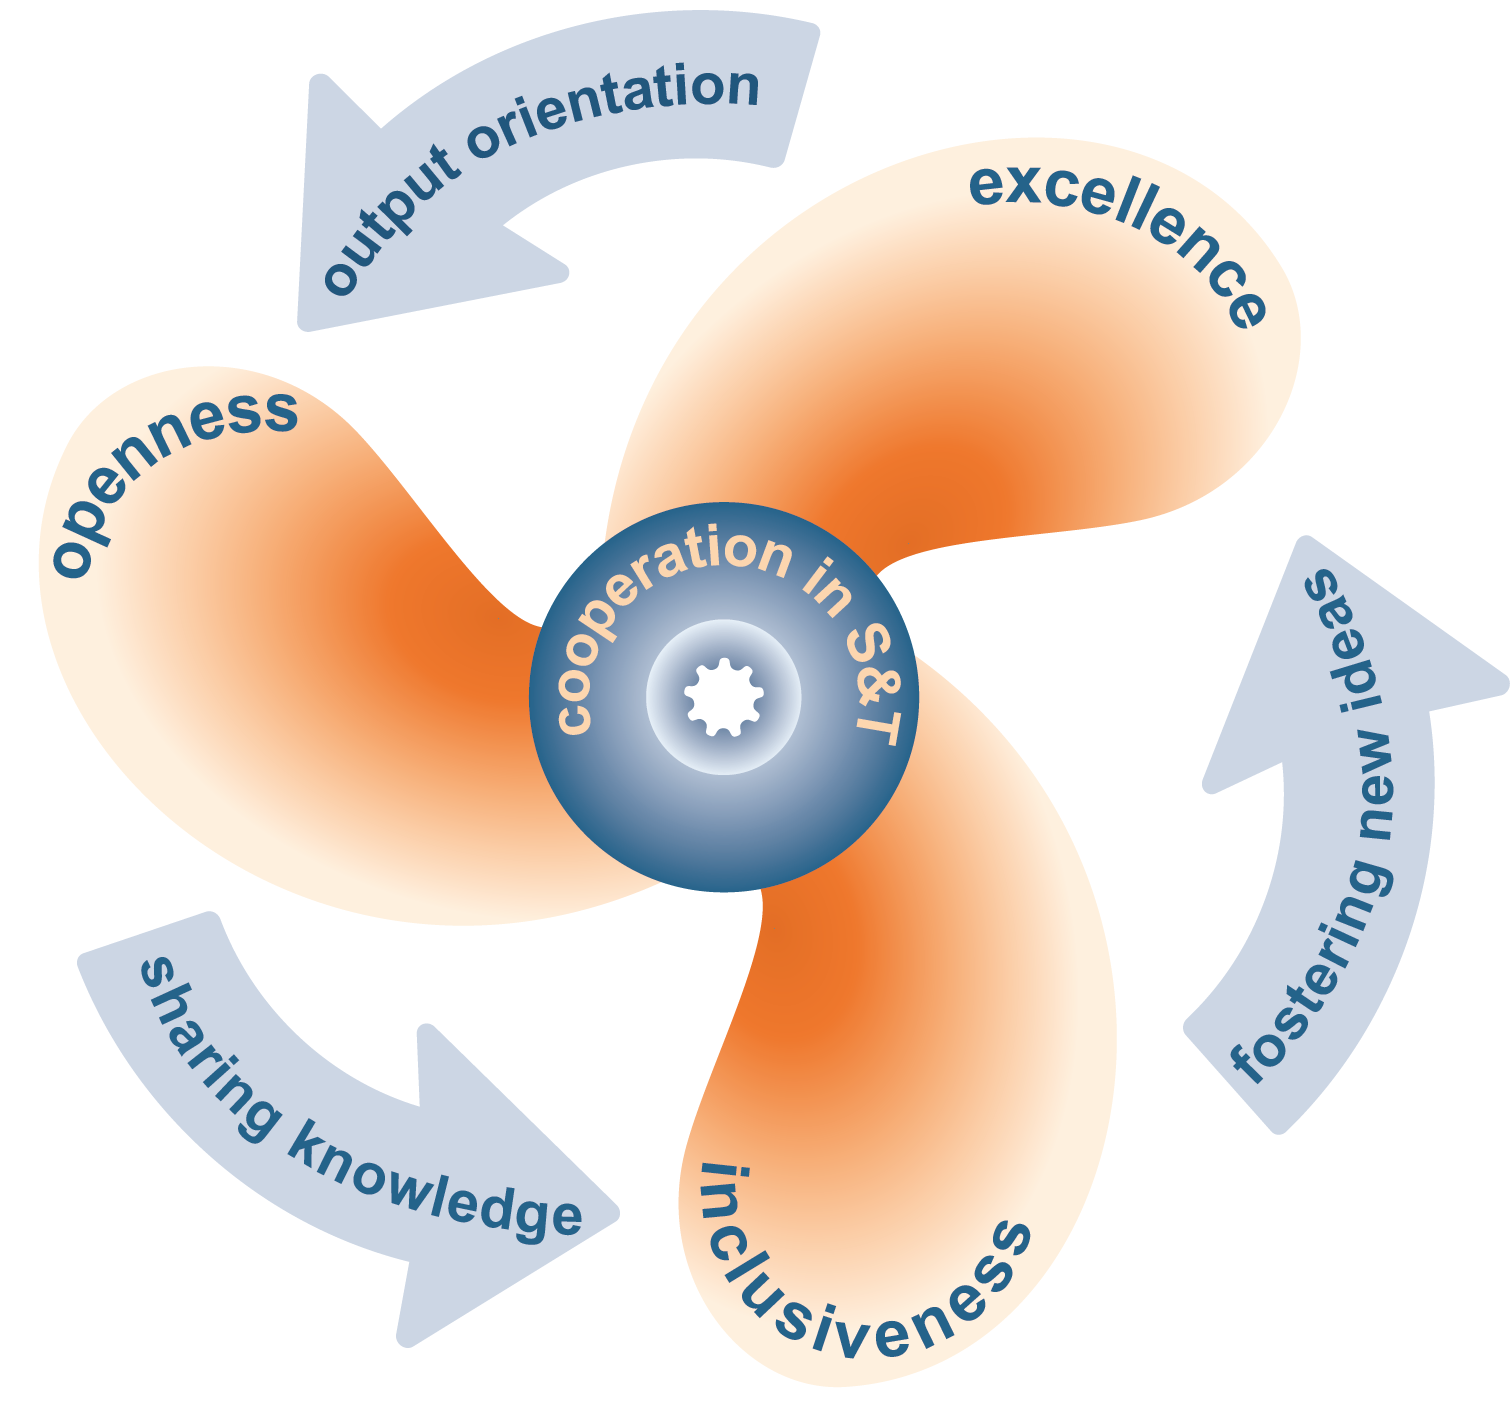 output orientation
excellence
openness
cooperation in S&T
fostering new ideas
sharing knowledge
inclusiveness